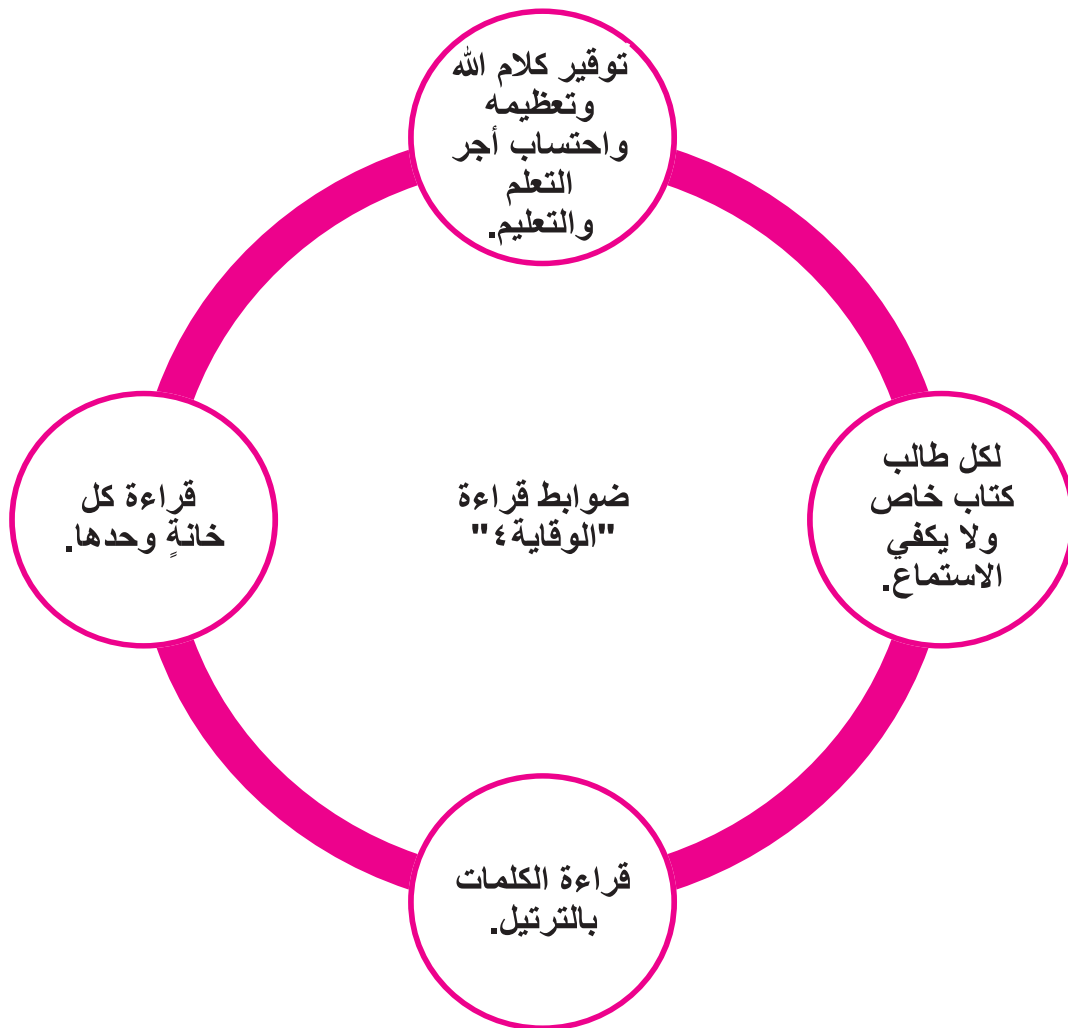 توقير كلام الله
وتعظيمه
واحتساب أجر
التعلم
والتعليم.
لكل طالب
كتاب خاص
ولا يكفي
الاستماع.
ضوابط قراءة
"الوقاية٤"
قراءة كل
خانةٍ وحدها.
قراءة الكلمات
بالترتيل.